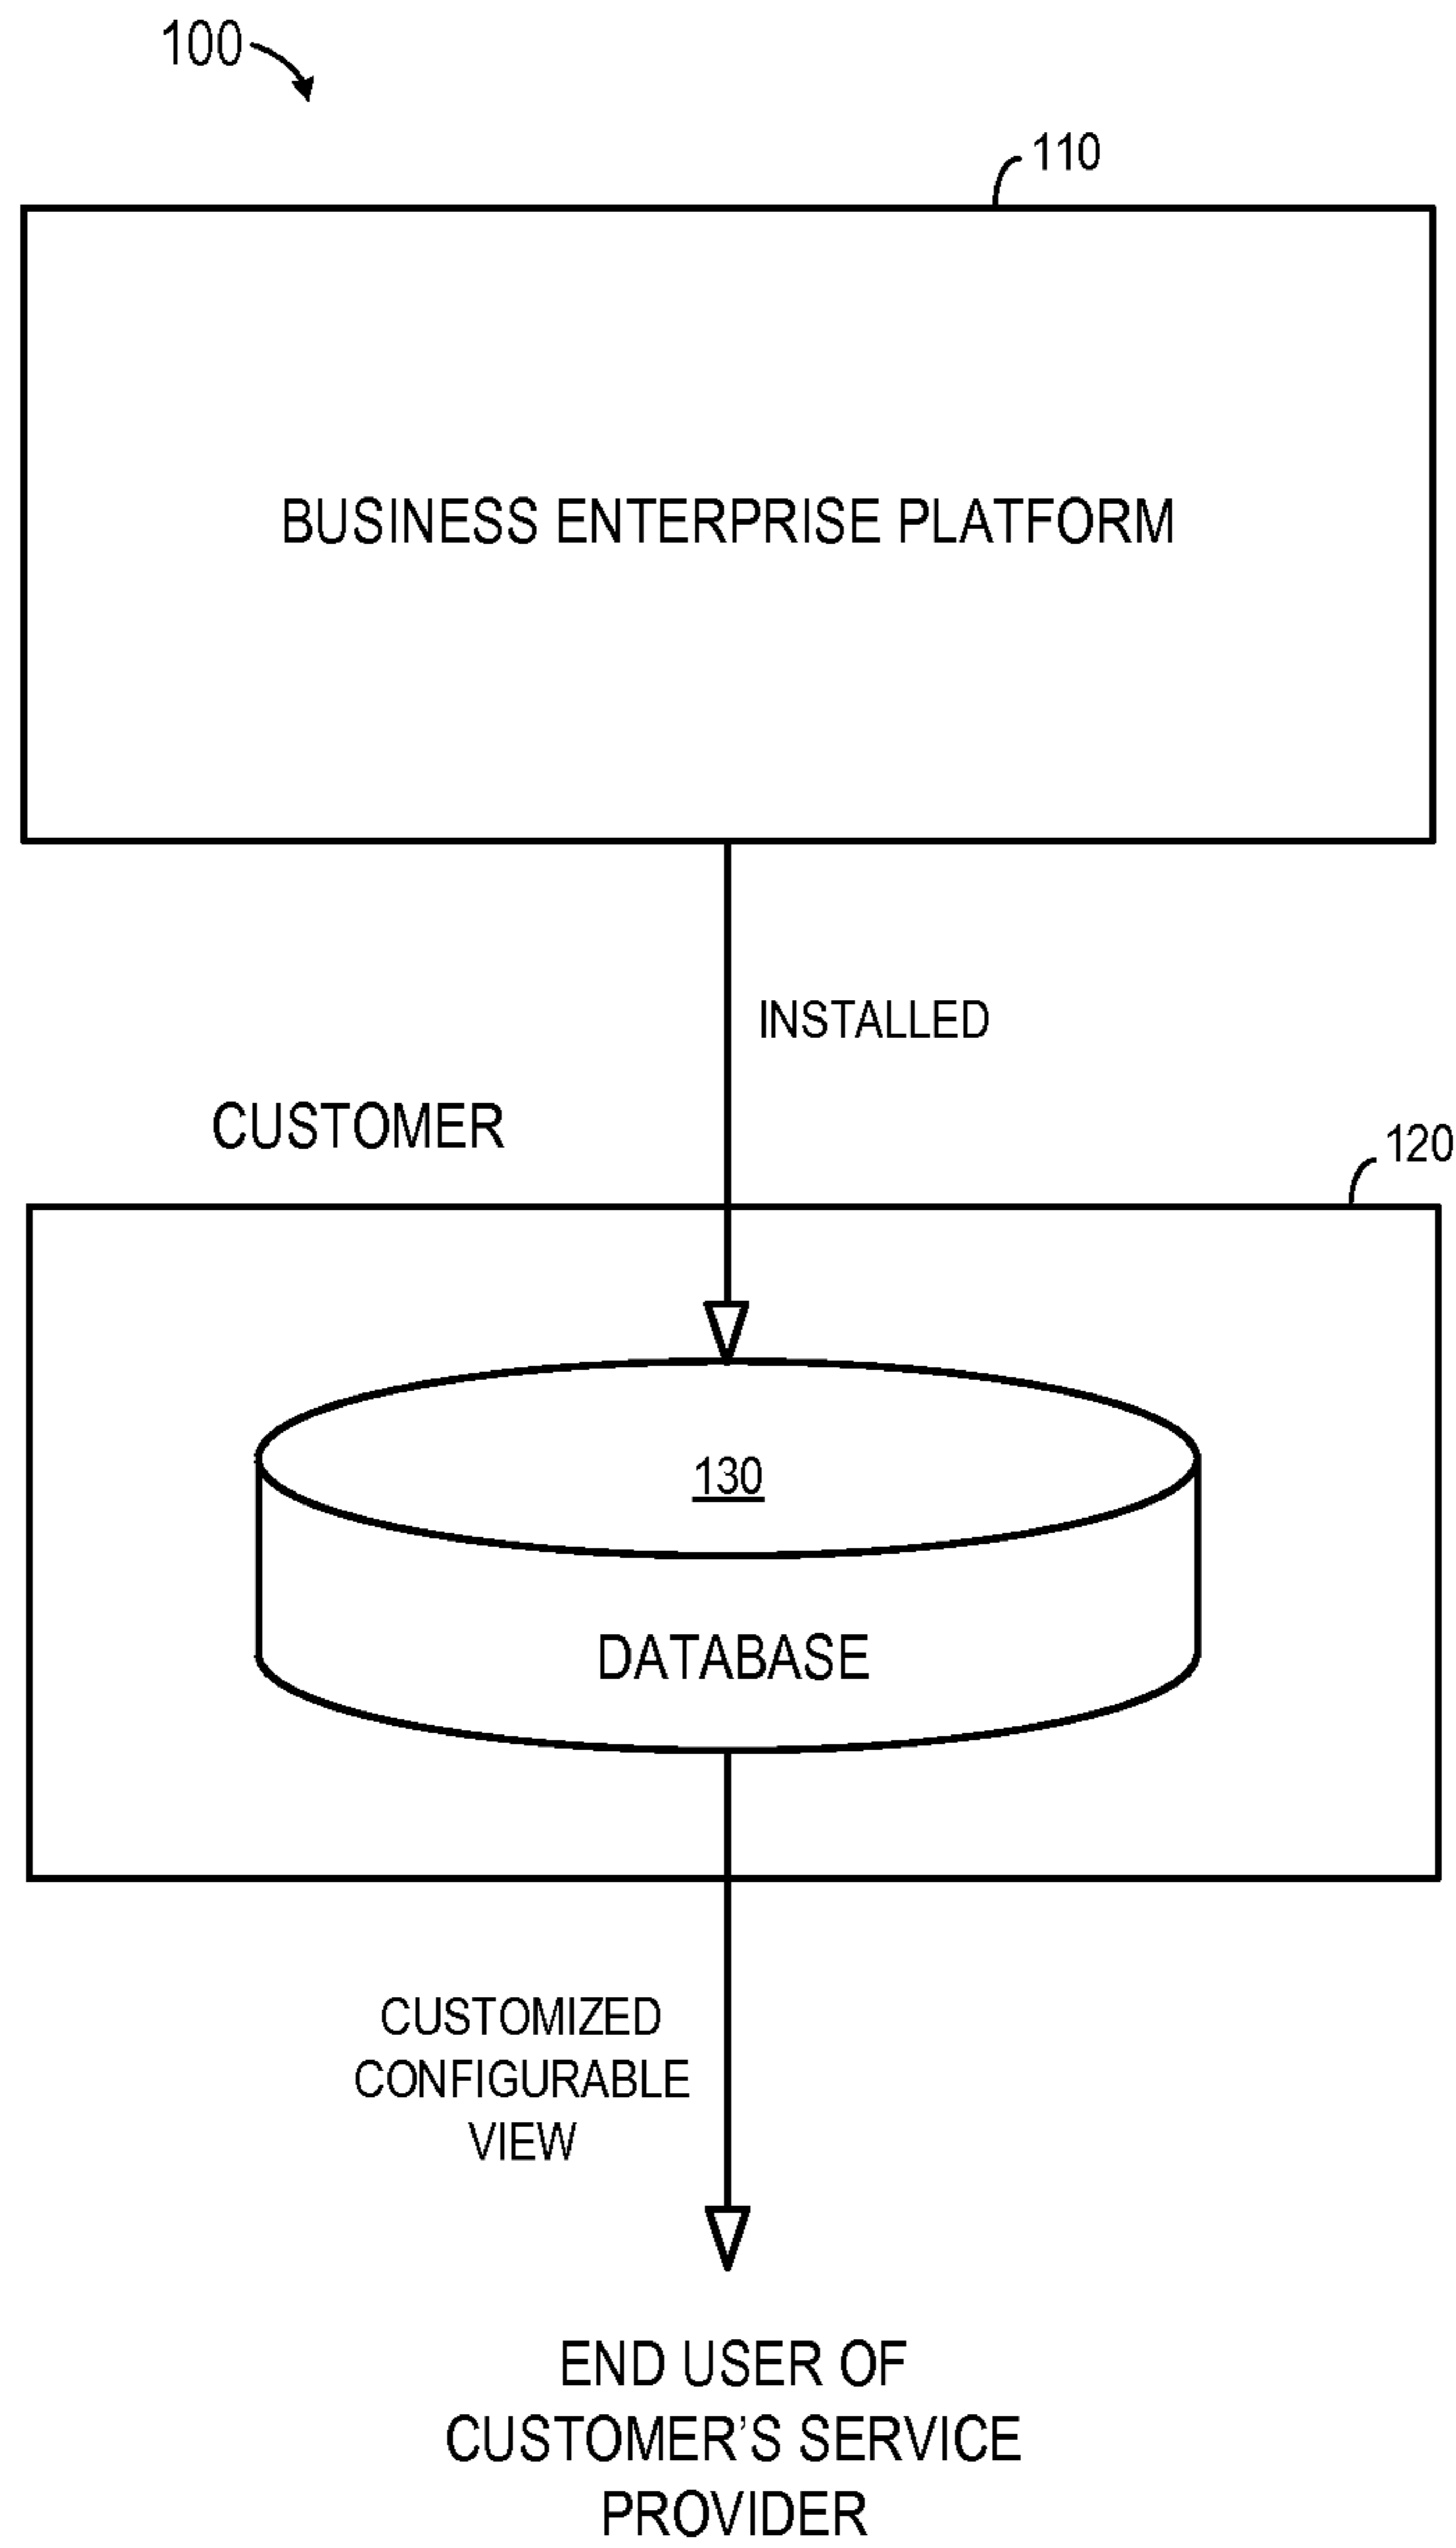 100
110
BUSINESS ENTERPRISE PLATFORM
INSTALLED
CUSTOMER
120
130
DATABASE
CUSTOMIZED
CONFIGURABLE
VIEW
END USER OF
CUSTOMER’S SERVICE
PROVIDER